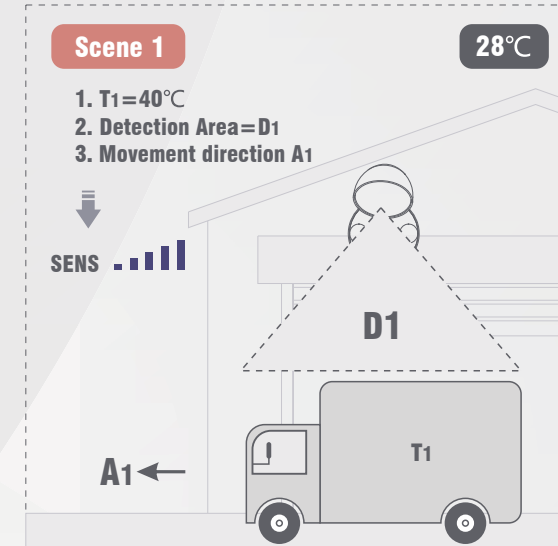 Scene 1
28℃
1. T1=40℃
2. Detection Area=D1
3. Movement direction A1
SENS
D1
A1
T1